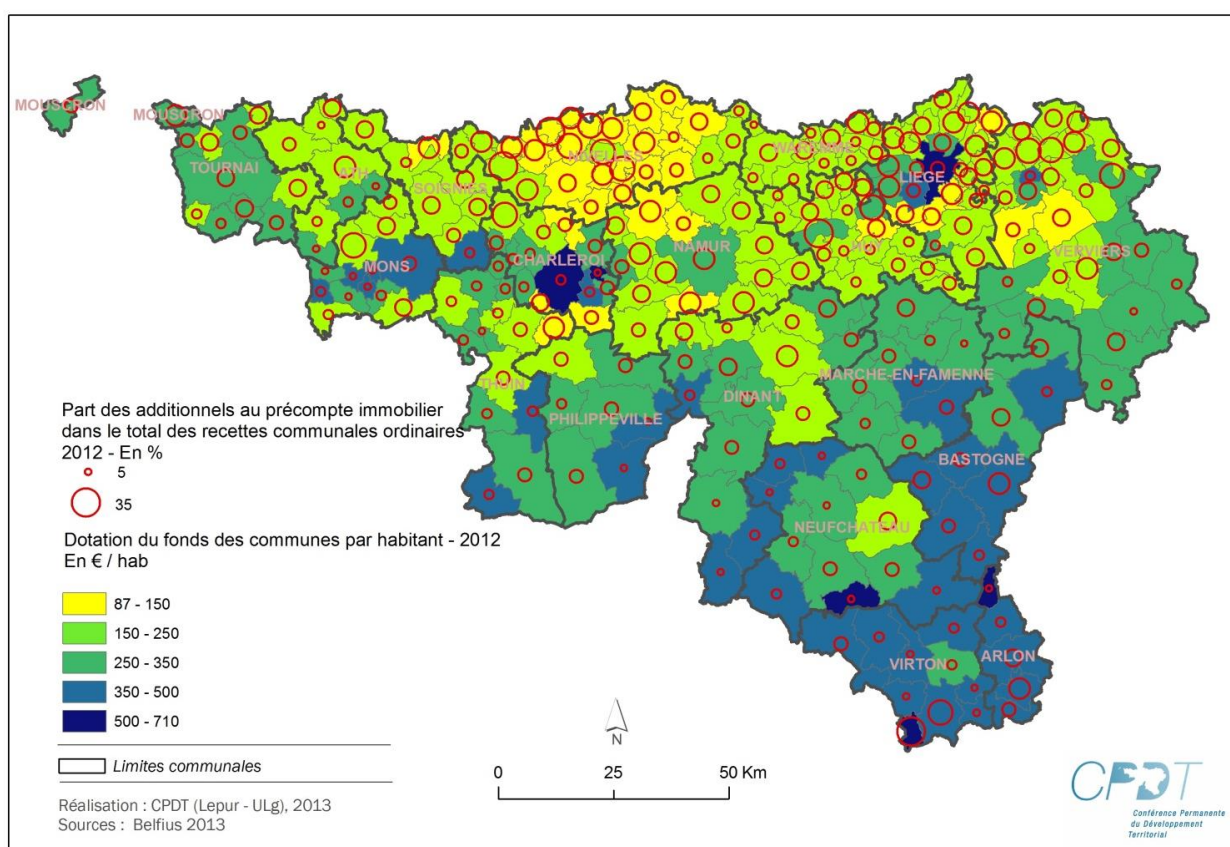 MOUSCRON
MOUSCRON
TOURNAI
ATH
SOIGNIES
NIVELLES
WAREMME
LIEGE
MONS
CHARLEROI
NAMUR
HUY
VERVIERS
THUIN
PHILIPPEVILLE
DINANT
MARCHE-EN-FAMENNE
BASTOGNE
NEUFCHATEAU
VIRTON
ARLON
Part des additionnels au précompte immobilier
dans le total des recettes communales ordinaires
2012 - En %
5
35
Dotation du fonds des communes par habitant - 2012
En € / hab
87 - 150
150 - 250
250 - 350
350 - 500
500 - 710
Limites communales
Réalisation : CPDT (Lepur - ULg), 2013
Sources : Belfius 2013
N
0 25 50 Km
CPDT
Conférence Permanente
du Développement
Territorial